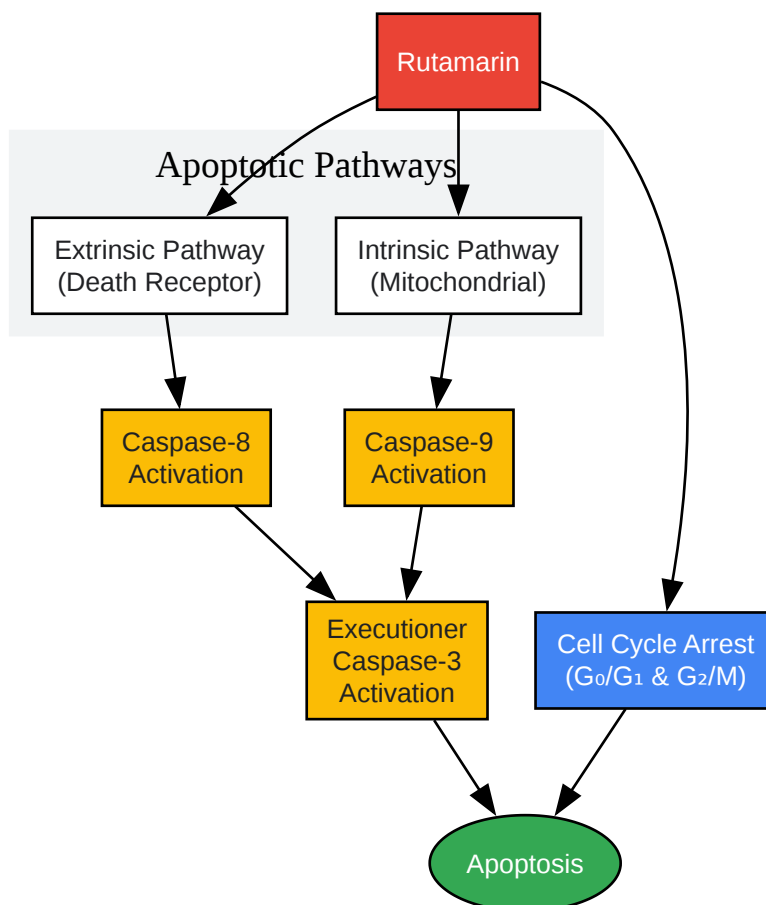 Rutamarin
Apoptotic Pathways
Extrinsic Pathway
(Death Receptor)
Intrinsic Pathway
(Mitochondrial)
Caspase-8
Activation
Caspase-9
Activation
Executioner
Caspase-3
Activation
Cell Cycle Arrest
(G₀/G₁ & G₂/M)
Apoptosis